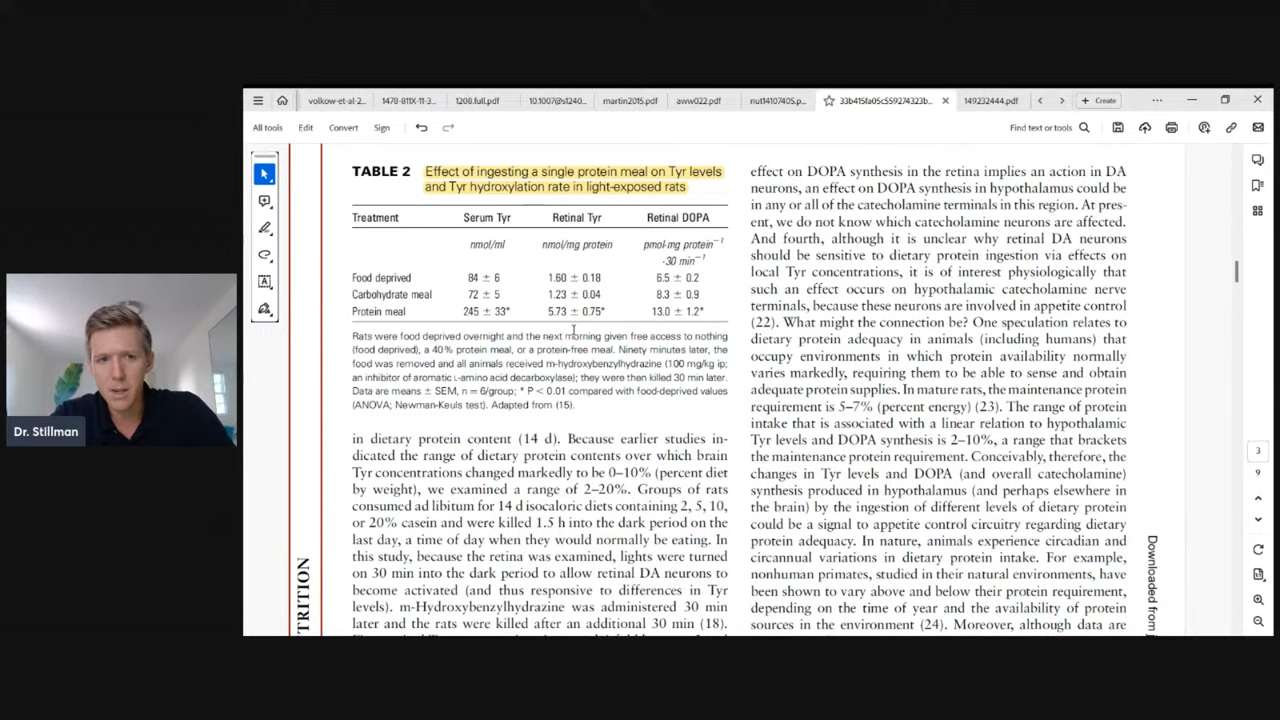 volkow-et-al-2...
1478-811X-11-3...
1208.full.pdf
10.1007@s1240...
martin2015.pdf
aww022.pdf
nut14107405.p...
33b415fa05c559274323b...
149232444.pdf
Create
All tools
Edit
Convert
Sign
Find text or tools
TABLE 2 Effect of ingesting a single protein meal on Tyr levels
and Tyr hydroxylation rate in light-exposed rats
Treatment Serum Tyr Retinal Tyr Retinal DOPA
nmol/ml nmol/mg protein pmol·mg protein⁻¹
·30 min⁻¹
Food deprived 84 ± 6 1.60 ± 0.18 6.5 ± 0.2
Carbohydrate meal 72 ± 5 1.23 ± 0.04 8.3 ± 0.9
Protein meal 245 ± 33* 5.73 ± 0.75* 13.0 ± 1.2*
Rats were food deprived overnight and the next morning given free access to nothing
(food deprived), a 40% protein meal, or a protein-free meal. Ninety minutes later, the
food was removed and all animals received m-hydroxybenzylhydrazine (100 mg/kg ip;
an inhibitor of aromatic L-amino acid decarboxylase); they were then killed 30 min later.
Data are means ± SEM, n = 6/group; * P < 0.01 compared with food-deprived values
(ANOVA; Newman-Keuls test). Adapted from (15).
in dietary protein content (14 d). Because earlier studies in-
dicated the range of dietary protein contents over which brain
Tyr concentrations changed markedly to be 0–10% (percent diet
by weight), we examined a range of 2–20%. Groups of rats
consumed ad libitum for 14 d isocaloric diets containing 2, 5, 10,
or 20% casein and were killed 1.5 h into the dark period on the
last day, a time of day when they would normally be eating. In
this study, because the retina was examined, lights were turned
on 30 min into the dark period to allow retinal DA neurons to
become activated (and thus responsive to differences in Tyr
levels). m-Hydroxybenzylhydrazine was administered 30 min
later and the rats were killed after an additional 30 min (18).
effect on DOPA synthesis in the retina implies an action in DA
neurons, an effect on DOPA synthesis in hypothalamus could be
in any or all of the catecholamine terminals in this region. At pres-
ent, we do not know which catecholamine neurons are affected.
And fourth, although it is unclear why retinal DA neurons
should be sensitive to dietary protein ingestion via effects on
local Tyr concentrations, it is of interest physiologically that
such an effect occurs on hypothalamic catecholamine nerve
terminals, because these neurons are involved in appetite control
(22). What might the connection be? One speculation relates to
dietary protein adequacy in animals (including humans) that
occupy environments in which protein availability normally
varies markedly, requiring them to be able to sense and obtain
adequate protein supplies. In mature rats, the maintenance protein
requirement is 5–7% (percent energy) (23). The range of protein
intake that is associated with a linear relation to hypothalamic
Tyr levels and DOPA synthesis is 2–10%, a range that brackets
the maintenance protein requirement. Conceivably, therefore, the
changes in Tyr levels and DOPA (and overall catecholamine)
synthesis produced in hypothalamus (and perhaps elsewhere in
the brain) by the ingestion of different levels of dietary protein
could be a signal to appetite control circuitry regarding dietary
protein adequacy. In nature, animals experience circadian and
circannual variations in dietary protein intake. For example,
nonhuman primates, studied in their natural environments, have
been shown to vary above and below their protein requirement,
depending on the time of year and the availability of protein
sources in the environment (24). Moreover, although data are
TRITION
Downloaded from j
3
9
Dr. Stillman